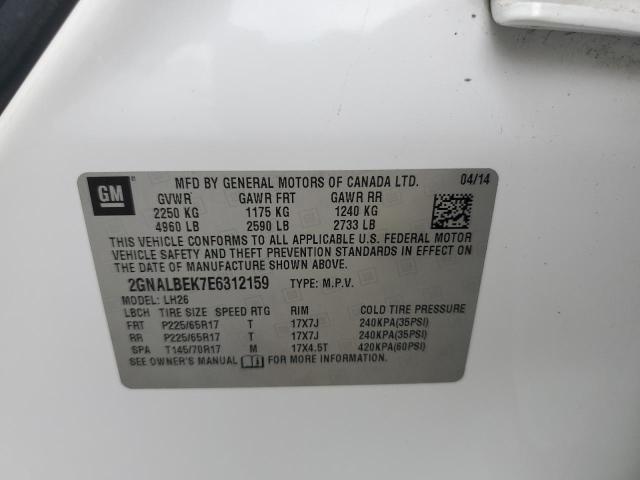 GM
MFD BY GENERAL MOTORS OF CANADA LTD. 04/14
GVWR GAWR FRT GAWR RR
2250 KG 1175 KG 1240 KG
4960 LB 2590 LB 2733 LB
THIS VEHICLE CONFORMS TO ALL APPLICABLE U.S. FEDERAL MOTOR
VEHICLE SAFETY AND THEFT PREVENTION STANDARDS IN EFFECT ON
THE DATE OF MANUFACTURE SHOWN ABOVE.
2GNALBEK7E6312159 TYPE: M.P.V.
MODEL: LH26
LBCH TIRE SIZE SPEED RTG RIM COLD TIRE PRESSURE
FRT P225/65R17 T 17X7J 240KPA(35PSI)
RR P225/65R17 T 17X7J 240KPA(35PSI)
SPA T145/70R17 M 17X4.5T 420KPA(60PSI)
SEE OWNER'S MANUAL FOR MORE INFORMATION.